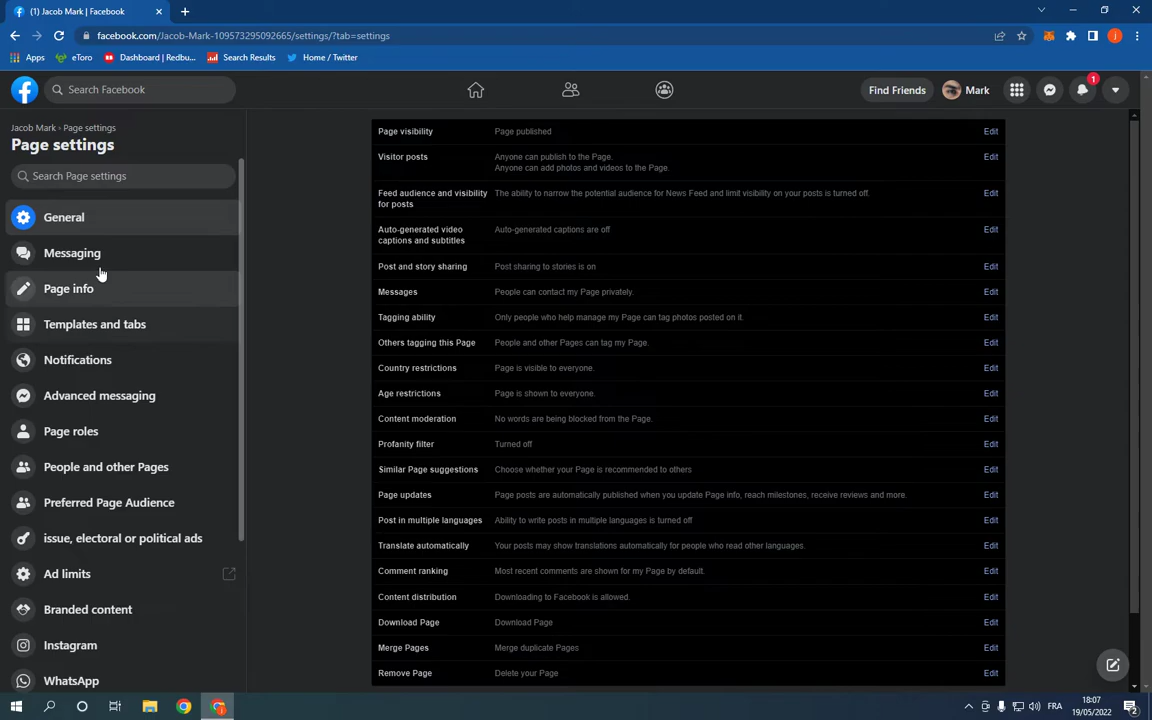 (1) Jacob Mark | Facebook
facebook.com/Jacob-Mark-109573295092665/settings/?tab=settings
Apps eToro Dashboard | Redbu... Search Results Home / Twitter
Search Facebook
Find Friends Mark 1
Jacob Mark › Page settings
Page settings
Search Page settings
General
Messaging
Page info
Templates and tabs
Notifications
Advanced messaging
Page roles
People and other Pages
Preferred Page Audience
issue, electoral or political ads
Ad limits
Branded content
Instagram
WhatsApp
Page visibility Page published Edit
Visitor posts Anyone can publish to the Page. Edit
Anyone can add photos and videos to the Page.
Feed audience and visibility The ability to narrow the potential audience for News Feed and limit visibility on your posts is turned off. Edit
for posts
Auto-generated video Auto-generated captions are off Edit
captions and subtitles
Post and story sharing Post sharing to stories is on Edit
Messages People can contact my Page privately. Edit
Tagging ability Only people who help manage my Page can tag photos posted on it. Edit
Others tagging this Page People and other Pages can tag my Page. Edit
Country restrictions Page is visible to everyone. Edit
Age restrictions Page is shown to everyone. Edit
Content moderation No words are being blocked from the Page. Edit
Profanity filter Turned off Edit
Similar Page suggestions Choose whether your Page is recommended to others Edit
Page updates Page posts are automatically published when you update Page info, reach milestones, receive reviews and more. Edit
Post in multiple languages Ability to write posts in multiple languages is turned off Edit
Translate automatically Your posts may show translations automatically for people who read other languages. Edit
Comment ranking Most recent comments are shown for my Page by default. Edit
Content distribution Downloading to Facebook is allowed. Edit
Download Page Download Page Edit
Merge Pages Merge duplicate Pages Edit
Remove Page Delete your Page Edit
FRA
18:07
19/05/2022
2